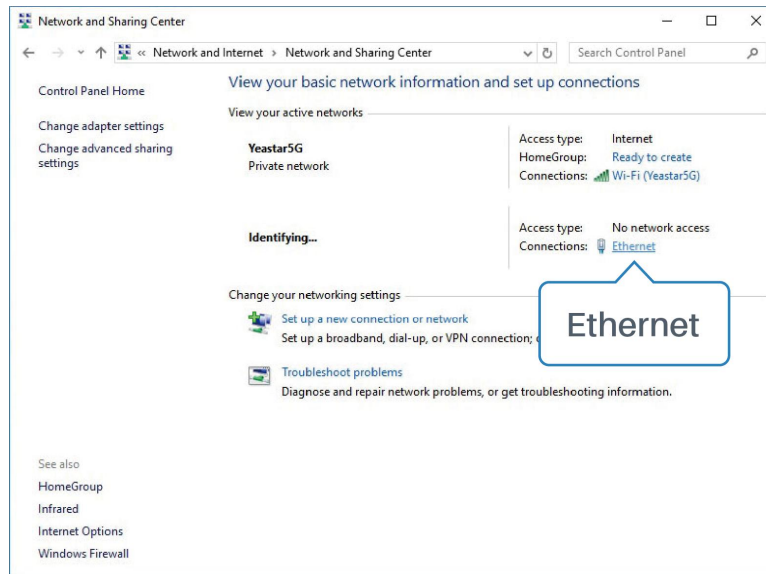 Network and Sharing Center
« Network and Internet › Network and Sharing Center
Search Control Panel
Control Panel Home
Change adapter settings
Change advanced sharing
settings
View your basic network information and set up connections
View your active networks
Yeastar5G
Private network
Access type: Internet
HomeGroup: Ready to create
Connections: Wi-Fi (Yeastar5G)
Identifying...
Access type: No network access
Connections: Ethernet
Ethernet
Change your networking settings
Set up a new connection or network
Set up a broadband, dial-up, or VPN connection;
Troubleshoot problems
Diagnose and repair network problems, or get troubleshooting information.
See also
HomeGroup
Infrared
Internet Options
Windows Firewall